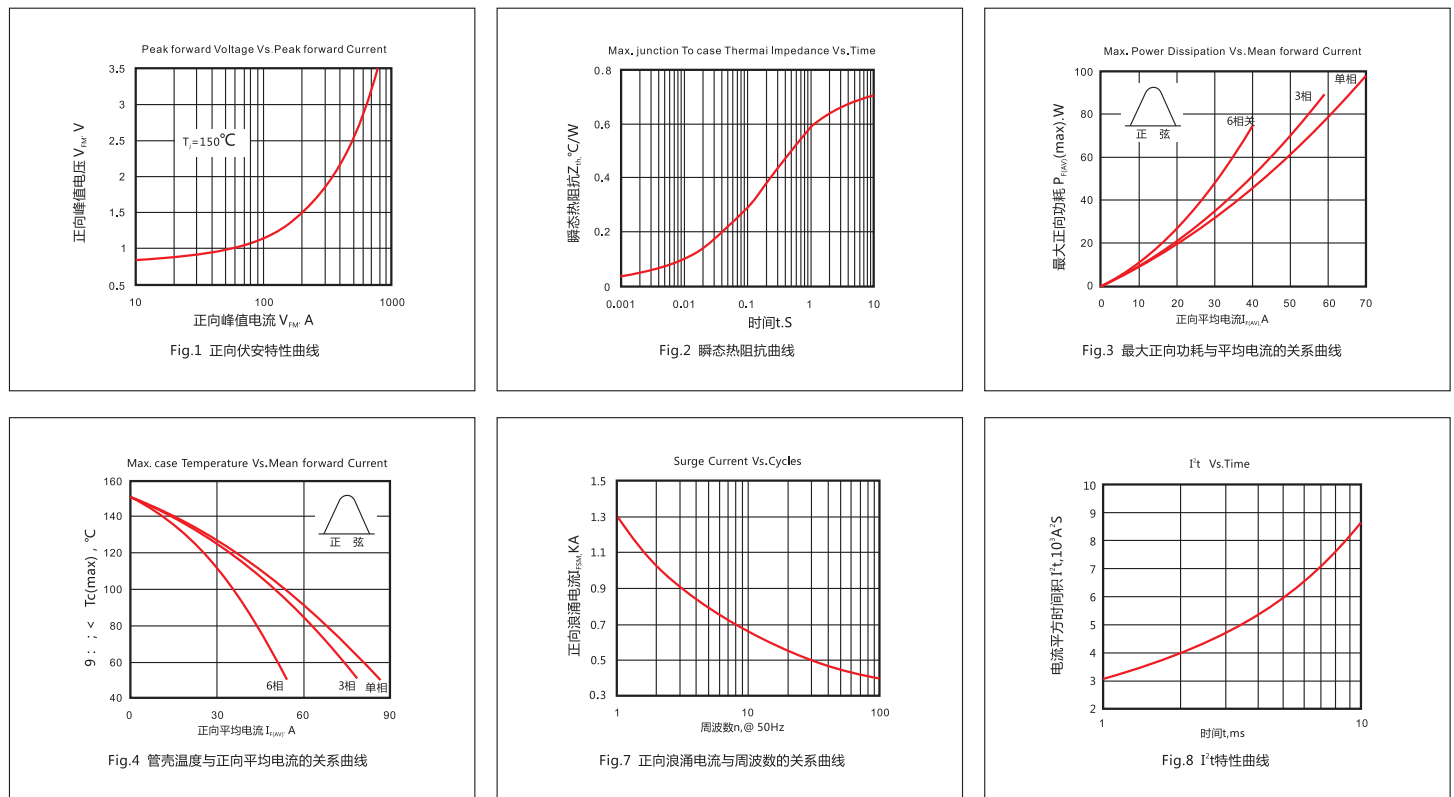 Peak forward Voltage Vs.Peak forward Current
正向峰值电压 V_FM, V
3.5
3
2.5
2
1.5
1
0.5
T_j=150℃
10 100 1000
正向峰值电流 V_FM, A
Fig.1 正向伏安特性曲线
Max. junction To case Thermai Impedance Vs.Time
瞬态热阻抗Z_th,℃/W
0.8
0.6
0.4
0.2
0
0.001 0.01 0.1 1 10
时间t.S
Fig.2 瞬态热阻抗曲线
Max. Power Dissipation Vs.Mean forward Current
最大正向功耗 P_F(AV)(max).W
100
80
60
40
20
0
正 弦
6相关
3相
单相
0 10 20 30 40 50 60 70
正向平均电流I_F(AV),A
Fig.3 最大正向功耗与平均电流的关系曲线
Max. case Temperature Vs.Mean forward Current
9 : ; < Tc(max) , ℃
160
140
120
100
80
60
40
正 弦
6相
3相
单相
0 30 60 90
正向平均电流 I_F(AV), A
Fig.4 管壳温度与正向平均电流的关系曲线
Surge Current Vs.Cycles
正向浪涌电流I_FSM,KA
1.5
1.3
1.1
0.9
0.7
0.5
0.3
1 10 100
周波数n,@ 50Hz
Fig.7 正向浪涌电流与周波数的关系曲线
I²t Vs.Time
电流平方时间积 I²t,10³A²S
10
9
8
7
6
5
4
3
2
1 10
时间t,ms
Fig.8 I²t特性曲线